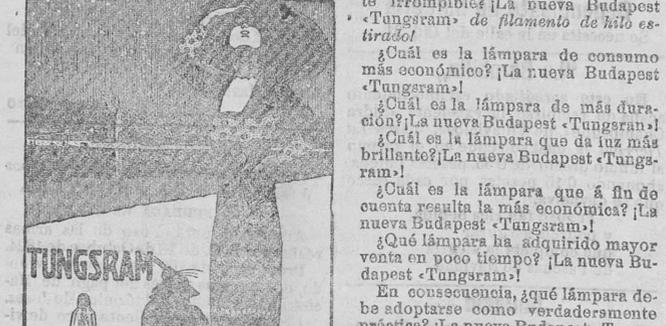 TUNGSRAM
te irrompible? ¡La nueva Budapest
«Tungsram» de filamento de hilo es-
tirado!
¿Cuál es la lámpara de consumo
más económico? ¡La nueva Budapest
«Tungsram»!
¿Cuál es la lámpara de más dura-
ción? ¡La nueva Budapest «Tungsran»!
¿Cuál es la lámpara que da luz más
brillante? ¡La nueva Budapest «Tungs-
ram»!
¿Cuál es la lámpara que á fin de
cuenta resulta la más económica? ¡La
nueva Budapest «Tungsram»!
¿Qué lámpara ha adquirido mayor
venta en poco tiempo? ¡La nueva Bu-
dapest «Tungsram»!
En consecuencia, ¿qué lámpara de-
be adoptarse como verdaderamente
práctica? ¡La nueva Budapest